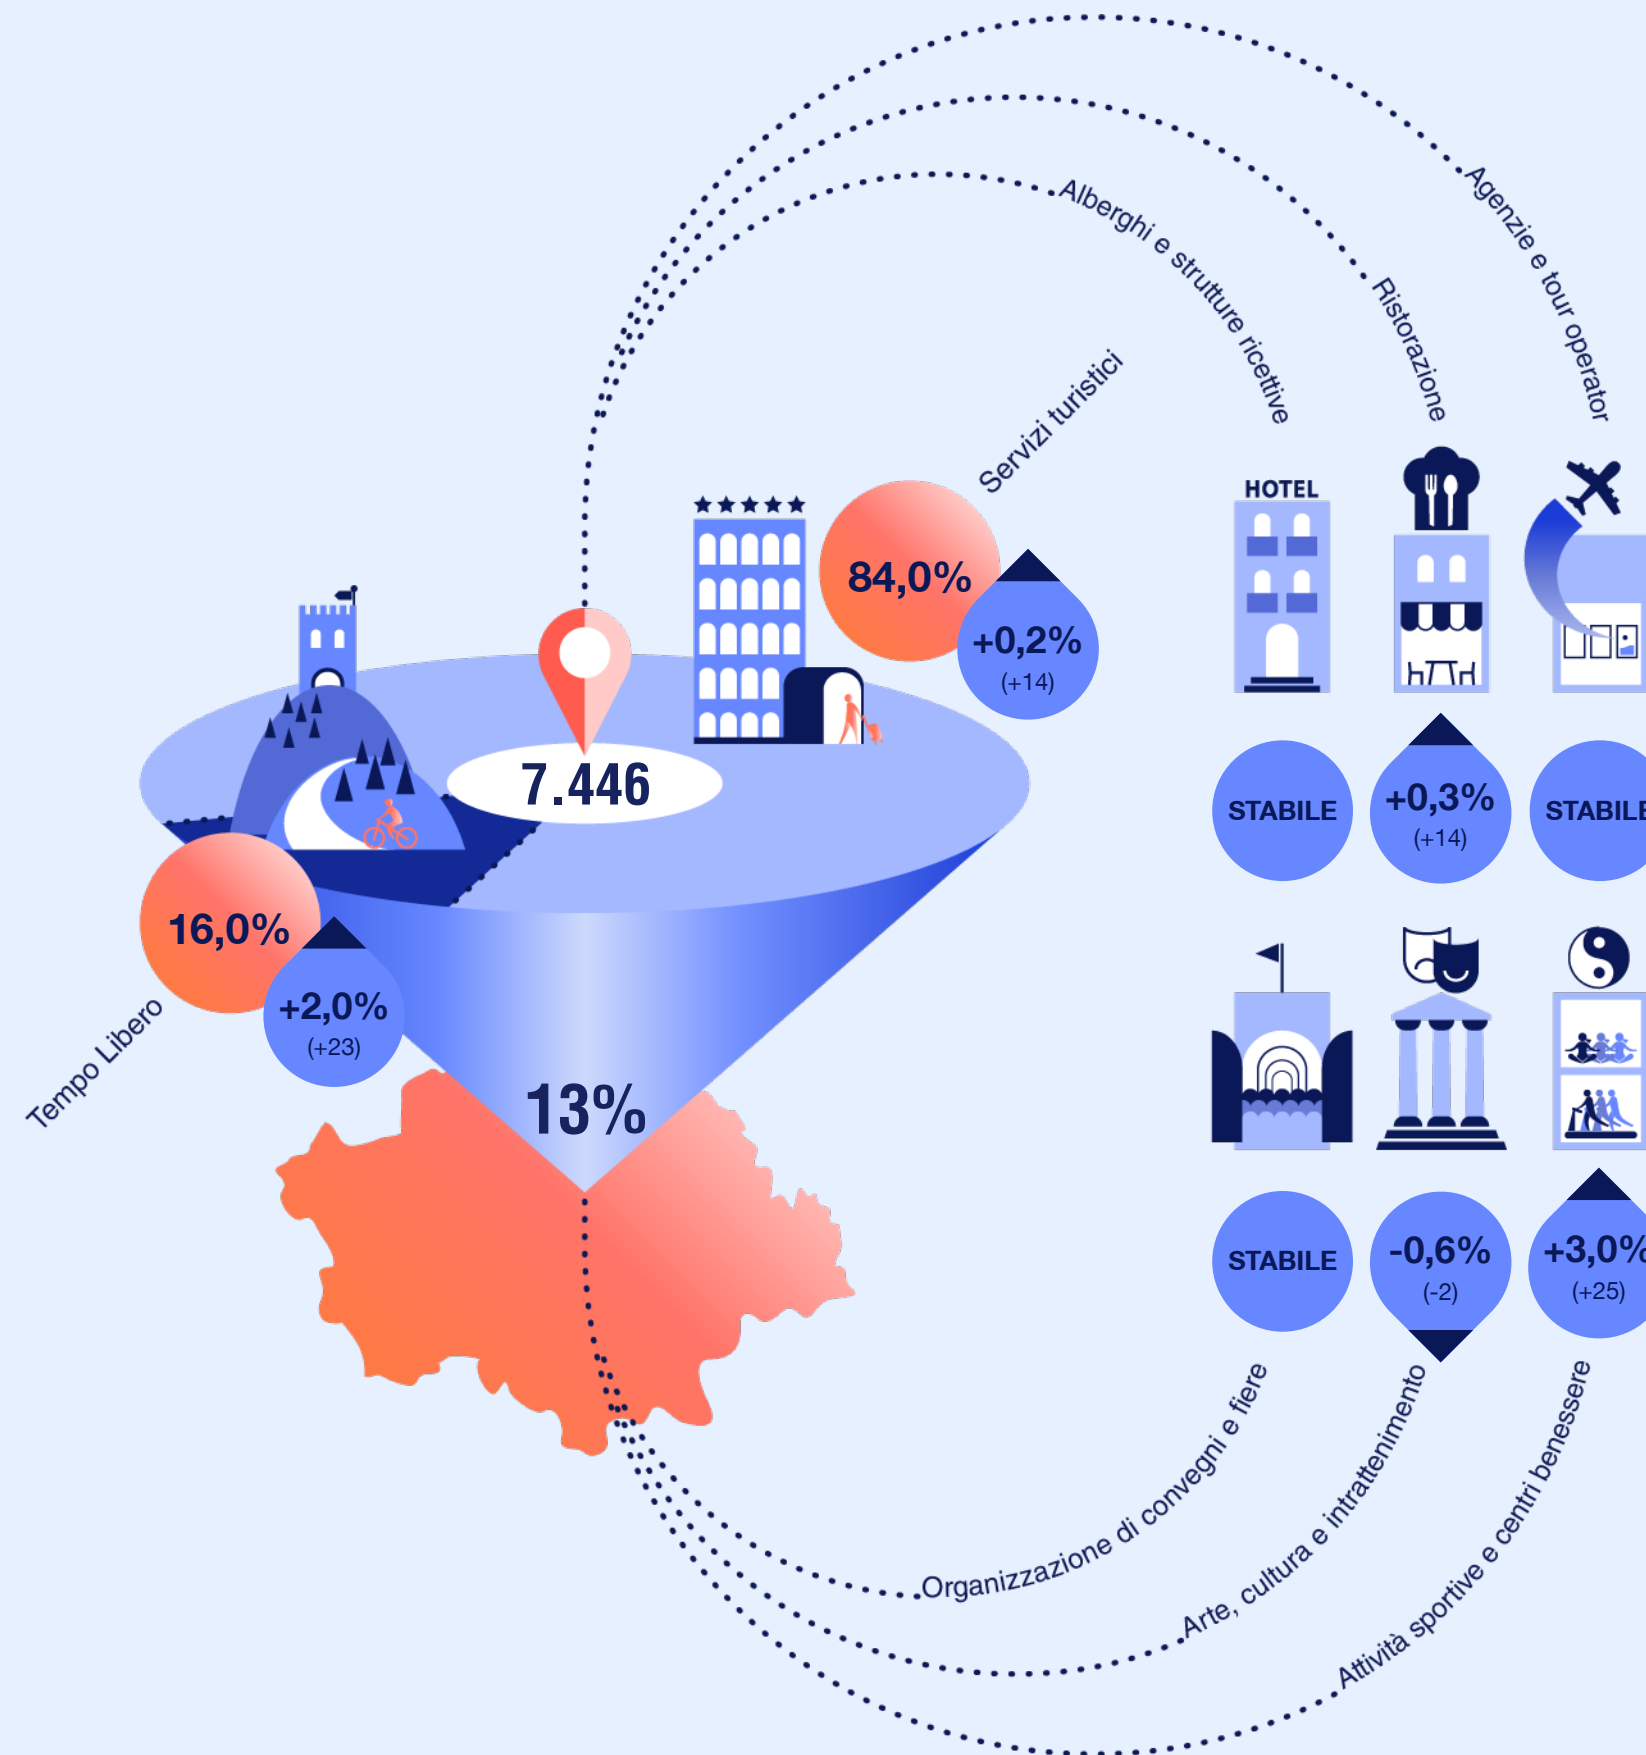 Agenzie e tour operator
Ristorazione
Alberghi e strutture ricettive
Servizi turistici
84,0%
+0,2%
(+14)
HOTEL
7.446
STABILE
+0,3%
(+14)
STABILE
16,0%
+2,0%
(+23)
Tempo Libero
13%
STABILE
-0,6%
(-2)
+3,0%
(+25)
Organizzazione di convegni e fiere
Arte, cultura e intrattenimento
Attività sportive e centri benessere